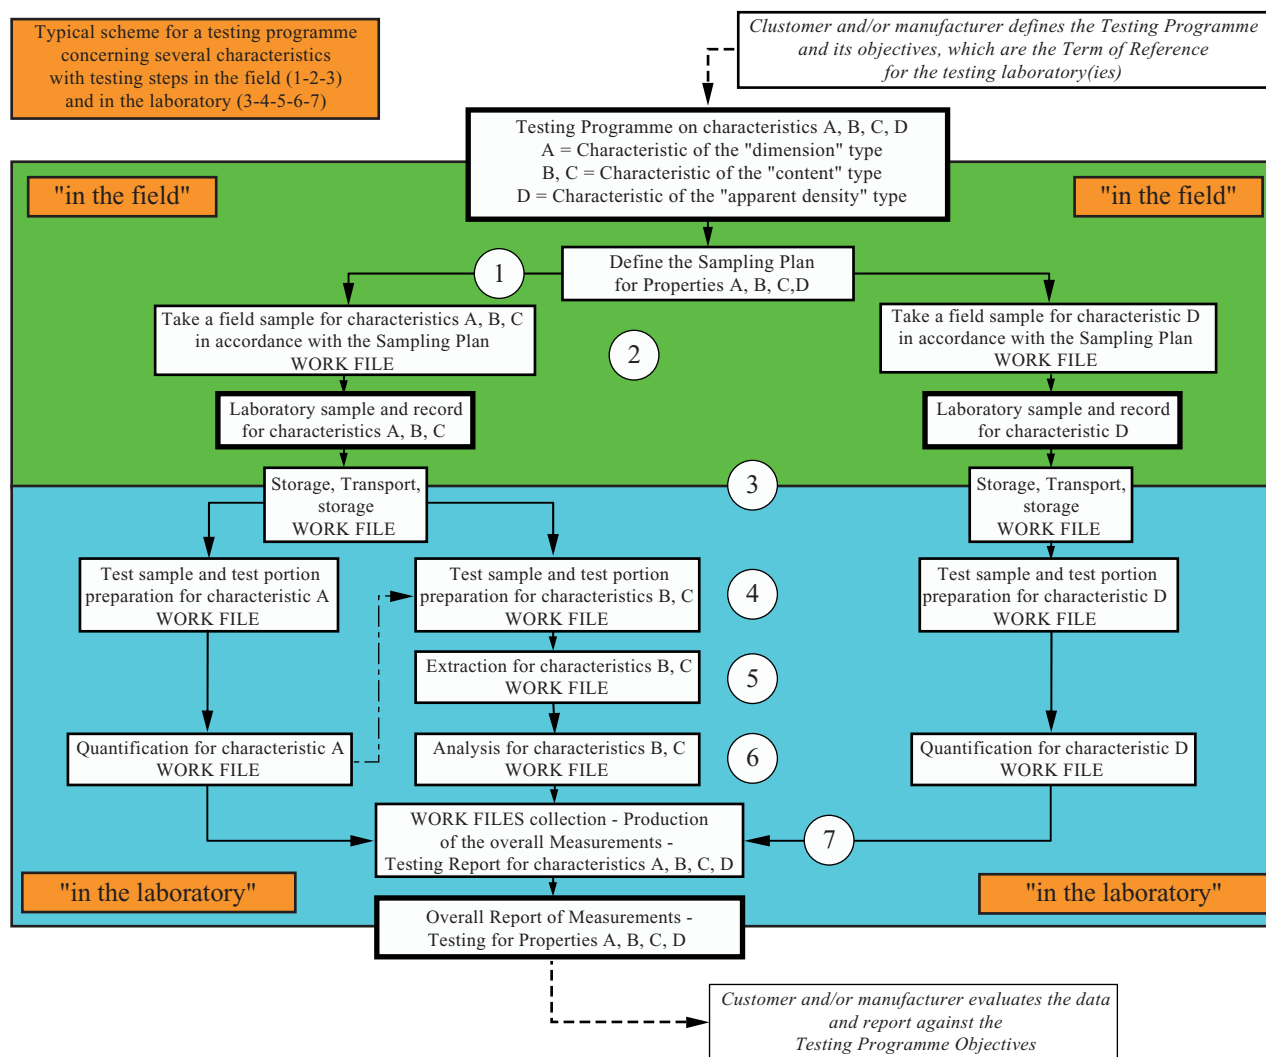 Typical scheme for a testing programme
concerning several characteristics
with testing steps in the field (1-2-3)
and in the laboratory (3-4-5-6-7)
Clustomer and/or manufacturer defines the Testing Programme
and its objectives, which are the Term of Reference
for the testing laboratory(ies)
Testing Programme on characteristics A, B, C, D
A = Characteristic of the "dimension" type
B, C = Characteristic of the "content" type
D = Characteristic of the "apparent density" type
"in the field"
"in the field"
1
Define the Sampling Plan
for Properties A, B, C,D
Take a field sample for characteristics A, B, C
in accordance with the Sampling Plan
WORK FILE
2
Take a field sample for characteristic D
in accordance with the Sampling Plan
WORK FILE
Laboratory sample and record
for characteristics A, B, C
Laboratory sample and record
for characteristic D
Storage, Transport,
storage
WORK FILE
3
Storage, Transport,
storage
WORK FILE
Test sample and test portion
preparation for characteristic A
WORK FILE
Test sample and test portion
preparation for characteristics B, C
WORK FILE
4
Test sample and test portion
preparation for characteristic D
WORK FILE
Extraction for characteristics B, C
WORK FILE
5
Quantification for characteristic A
WORK FILE
Analysis for characteristics B, C
WORK FILE
6
Quantification for characteristic D
WORK FILE
WORK FILES collection - Production
of the overall Measurements -
Testing Report for characteristics A, B, C, D
7
"in the laboratory"
"in the laboratory"
Overall Report of Measurements -
Testing for Properties A, B, C, D
Customer and/or manufacturer evaluates the data
and report against the
Testing Programme Objectives